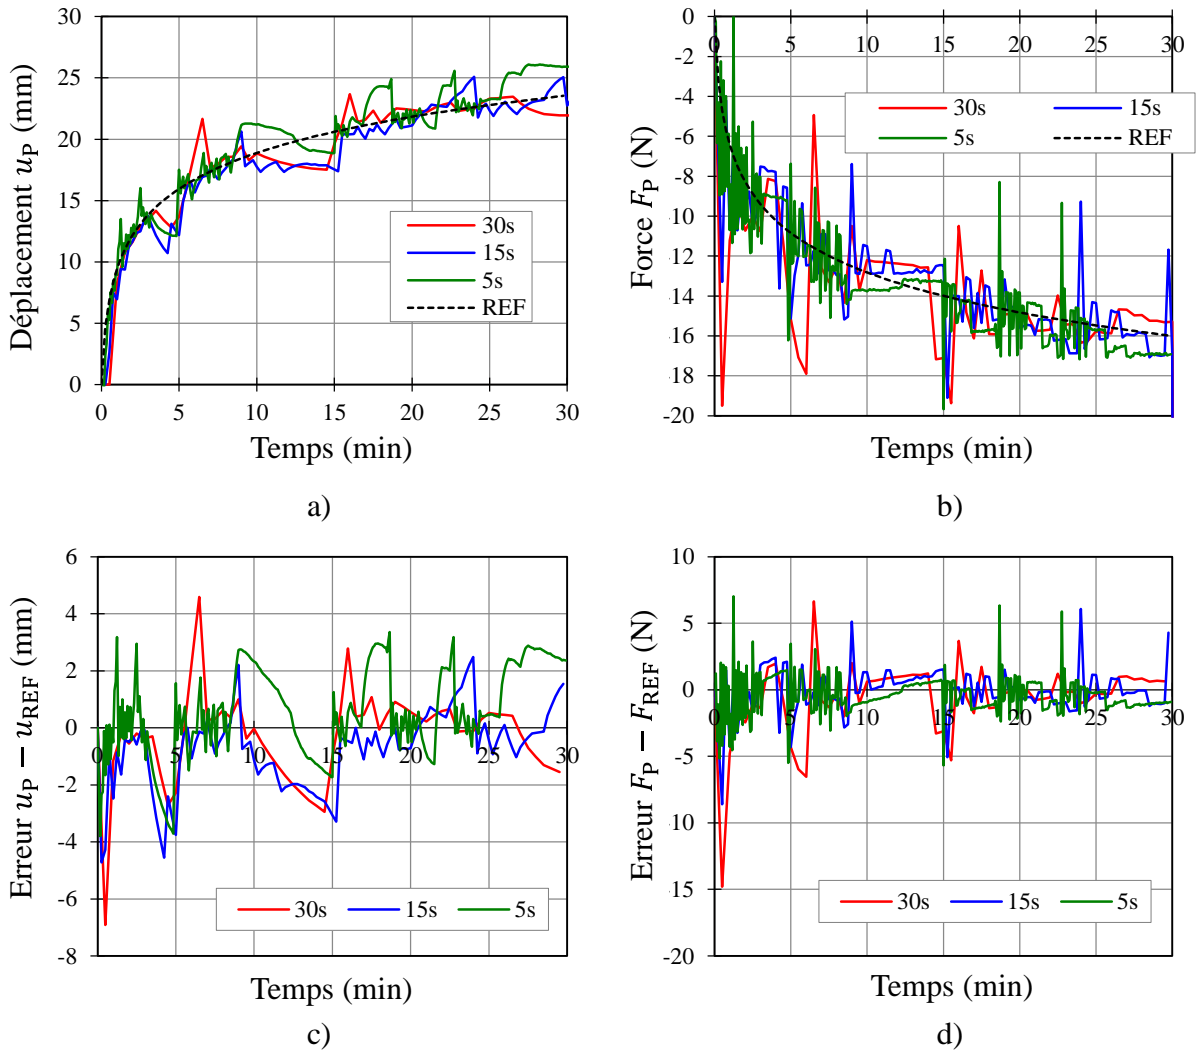 30
25
20
15
10
5
0
0 5 10 15 20 25 30
Déplacement uP (mm)
Temps (min)
30s
15s
5s
REF
a)
0
-2
-4
-6
-8
-10
-12
-14
-16
-18
-20
0 5 10 15 20 25 30
Force FP (N)
Temps (min)
30s 15s
5s REF
b)
6
4
2
0
-2
-4
-6
-8
0 5 10 15 20 25 30
Erreur uP − uREF (mm)
Temps (min)
30s 15s 5s
c)
10
5
0
-5
-10
-15
-20
0 5 10 15 20 25 30
Erreur FP − FREF (N)
Temps (min)
30s 15s 5s
d)